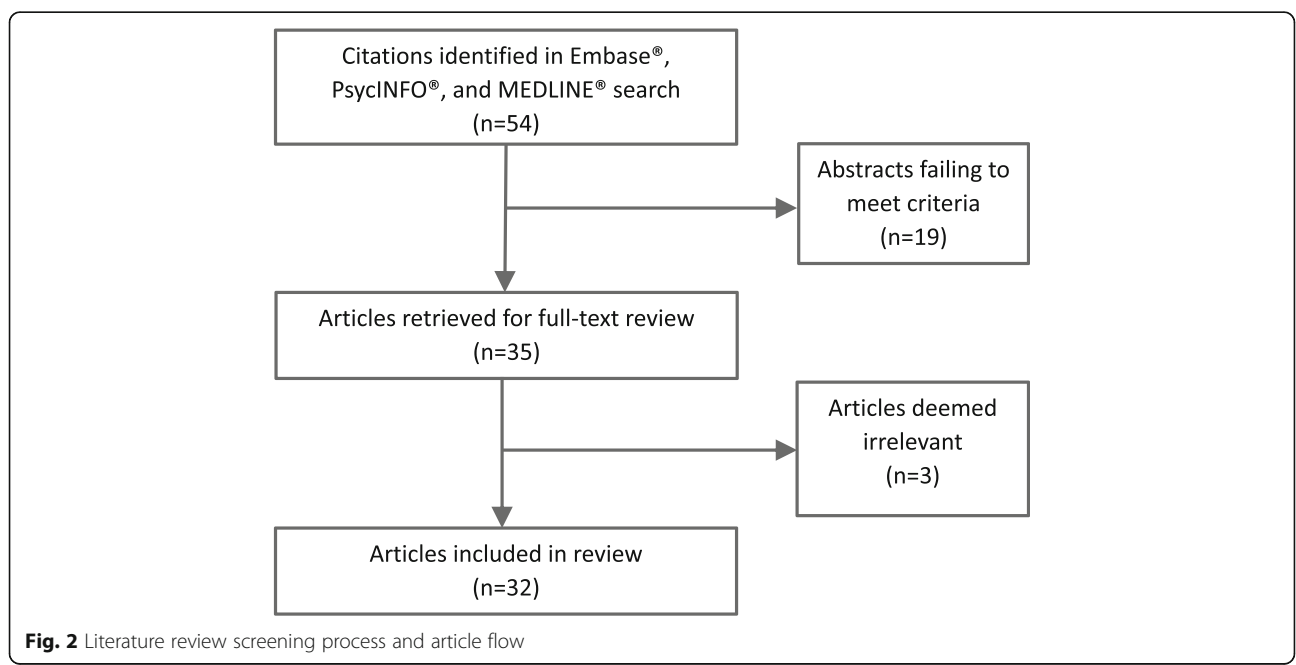 Citations identified in Embase®,
PsycINFO®, and MEDLINE® search
(n=54)
Abstracts failing to
meet criteria
(n=19)
Articles retrieved for full-text review
(n=35)
Articles deemed
irrelevant
(n=3)
Articles included in review
(n=32)
Fig. 2 Literature review screening process and article flow